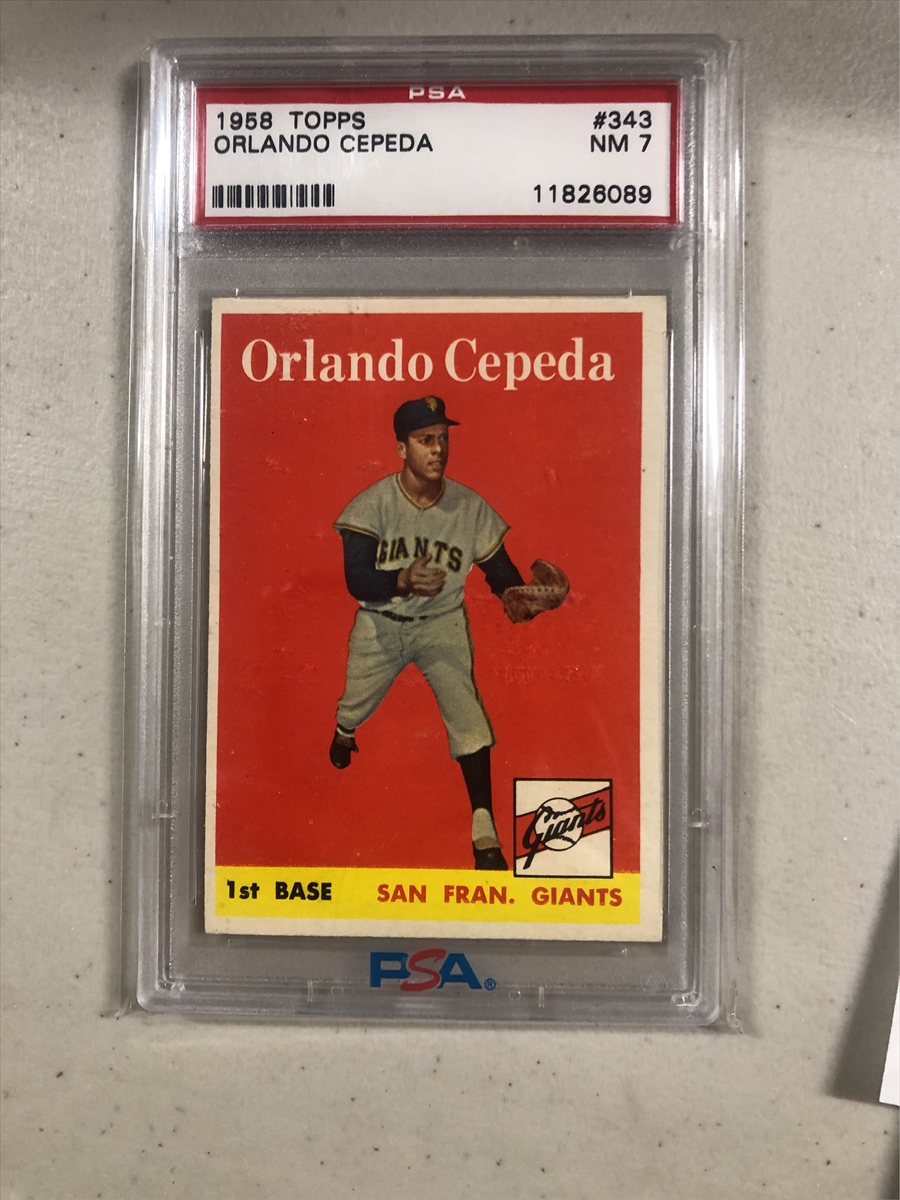 PSA
1958 TOPPS #343
ORLANDO CEPEDA NM 7
11826089
Orlando Cepeda
GIANTS
Giants
1st BASE SAN FRAN. GIANTS
PSA®